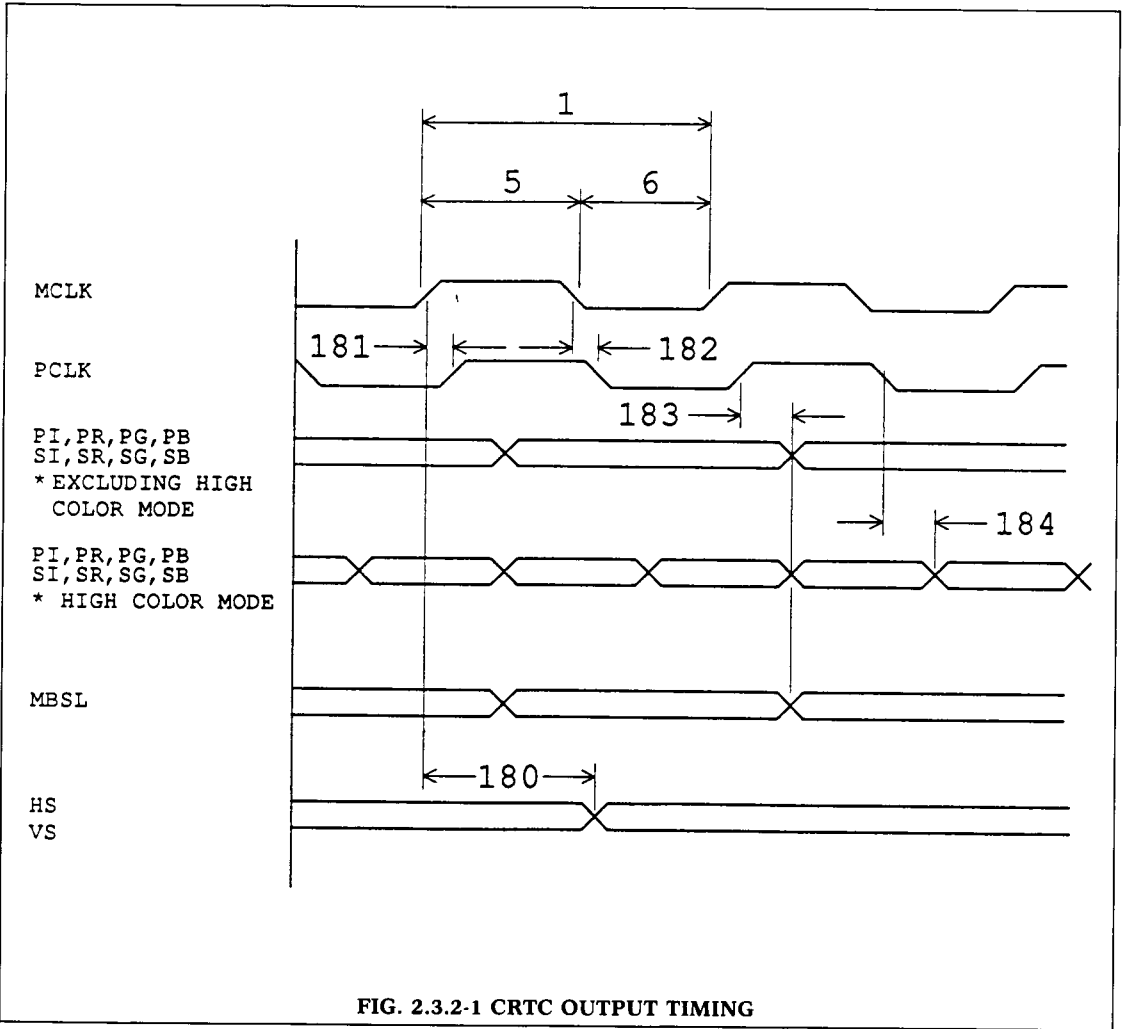 1
5 6
MCLK
181 182
PCLK
183
PI,PR,PG,PB
SI,SR,SG,SB
* EXCLUDING HIGH
COLOR MODE
184
PI,PR,PG,PB
SI,SR,SG,SB
* HIGH COLOR MODE
MBSL
180
HS
VS
FIG. 2.3.2-1 CRTC OUTPUT TIMING